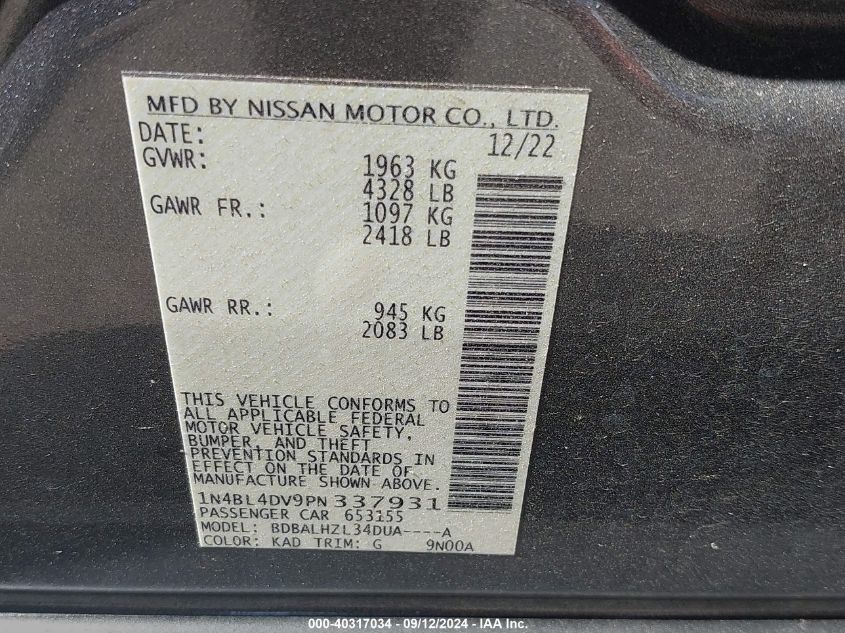 MFD BY NISSAN MOTOR CO., LTD.
DATE: 12/22
GVWR: 1963 KG
4328 LB
GAWR FR.: 1097 KG
2418 LB
GAWR RR.: 945 KG
2083 LB
THIS VEHICLE CONFORMS TO
ALL APPLICABLE FEDERAL
MOTOR VEHICLE SAFETY,
BUMPER, AND THEFT
PREVENTION STANDARDS IN
EFFECT ON THE DATE OF
MANUFACTURE SHOWN ABOVE.
1N4BL4DV9PN337931
PASSENGER CAR 653155
MODEL: BDBALHZL34DUA----A
COLOR: KAD TRIM: G 9N00A
000-40317034 - 09/12/2024 - IAA Inc.